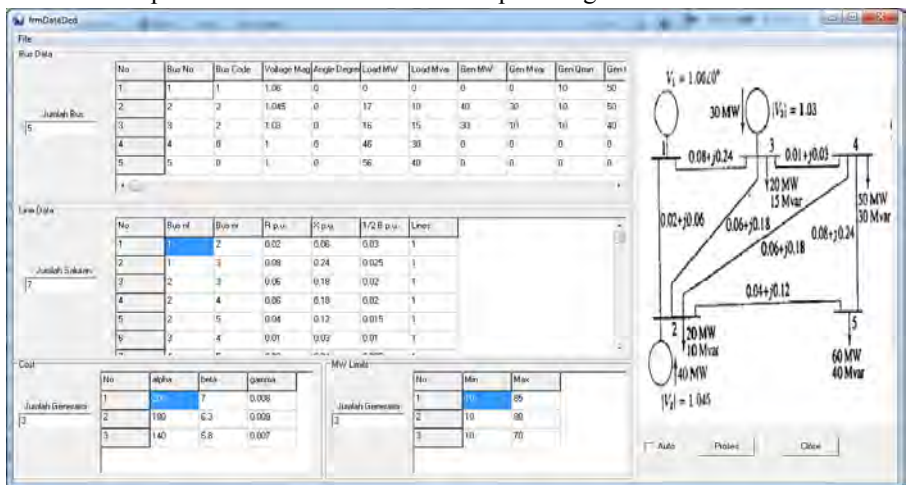 frmDataDed
File
Bus Data
No Bus No Bus Code Voltage Mag Angle Degre Load MW Load Mvar Gen MW Gen Mvar Gen Qmin Gen
1 1 1 1.06 0 0 0 0 0 10 50
2 2 2 1.045 0 17 10 40 30 10 50
3 3 2 1.03 0 16 15 30 10 10 40
4 4 0 1 0 46 30 0 0 0 0
5 5 0 1 0 56 40 0 0 0 0
Jumlah Bus
5
Line Data
No Bus nl Bus nr R p.u. X p.u. 1/2 B p.u. Lines
1 1 2 0.02 0.06 0.03 1
2 1 3 0.08 0.24 0.025 1
3 2 3 0.06 0.18 0.02 1
4 2 4 0.06 0.18 0.02 1
5 2 5 0.04 0.12 0.015 1
6 3 4 0.01 0.03 0.01 1
Jumlah Saluran
7
Cost
No alpha beta gamma
1 200 7 0.008
2 180 6.3 0.009
3 140 6.8 0.007
Jumlah Generator
3
MW Limits
No Min Max
1 10 85
2 10 80
3 10 70
Jumlah Generator
3
V₁ = 1.06∠0°
30 MW
|V₃| = 1.03
1
3
4
0.08+j0.24
0.01+j0.03
20 MW
15 Mvar
50 MW
30 Mvar
0.02+j0.06
0.06+j0.18
0.06+j0.18
0.08+j0.24
0.04+j0.12
2
5
20 MW
10 Mvar
60 MW
40 Mvar
40 MW
|V₂| = 1.045
Auto
Proses
Close